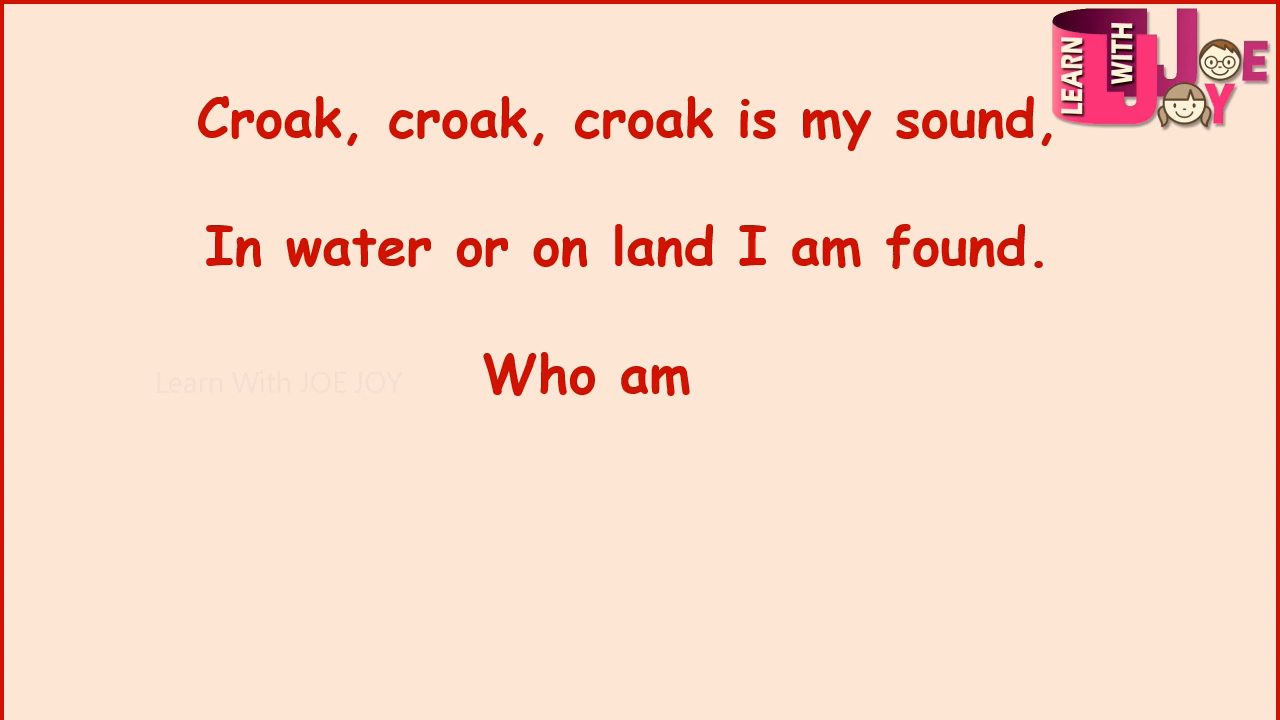 LEARN WITH JOE JOY
Croak, croak, croak is my sound,
In water or on land I am found.
Who am
Learn With JOE JOY